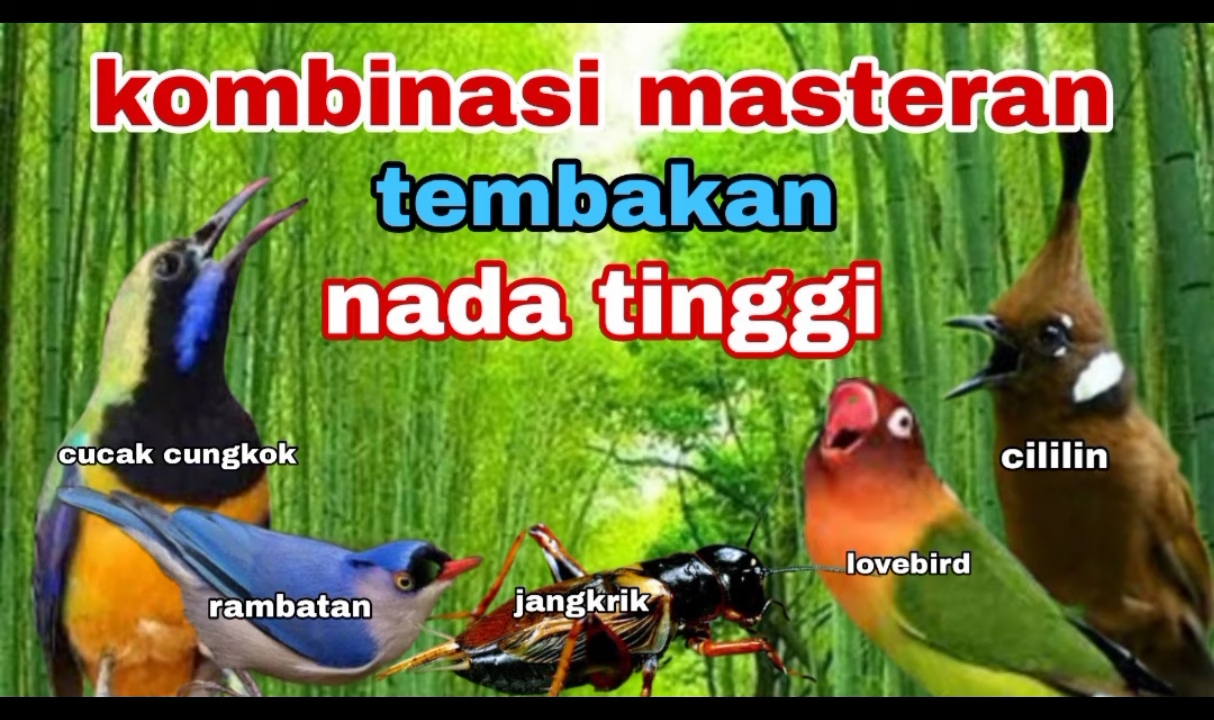 kombinasi masteran
tembakan
nada tinggi
cucak cungkok
cililin
lovebird
rambatan
jangkrik